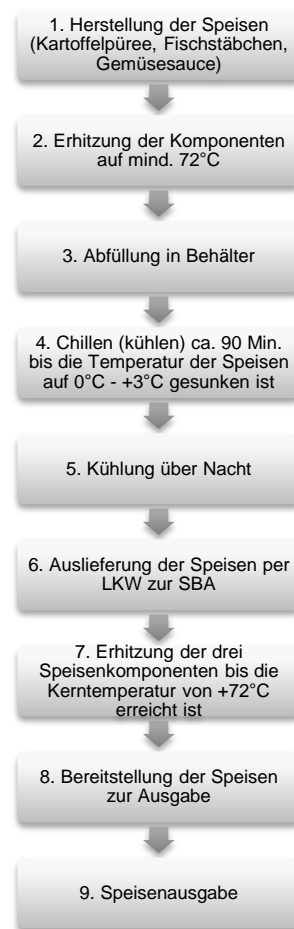 1. Herstellung der Speisen
(Kartoffelpüree, Fischstäbchen,
Gemüsesauce)
2. Erhitzung der Komponenten
auf mind. 72°C
3. Abfüllung in Behälter
4. Chillen (kühlen) ca. 90 Min.
bis die Temperatur der Speisen
auf 0°C - +3°C gesunken ist
5. Kühlung über Nacht
6. Auslieferung der Speisen per
LKW zur SBA
7. Erhitzung der drei
Speisenkomponenten bis die
Kerntemperatur von +72°C
erreicht ist
8. Bereitstellung der Speisen
zur Ausgabe
9. Speisenausgabe